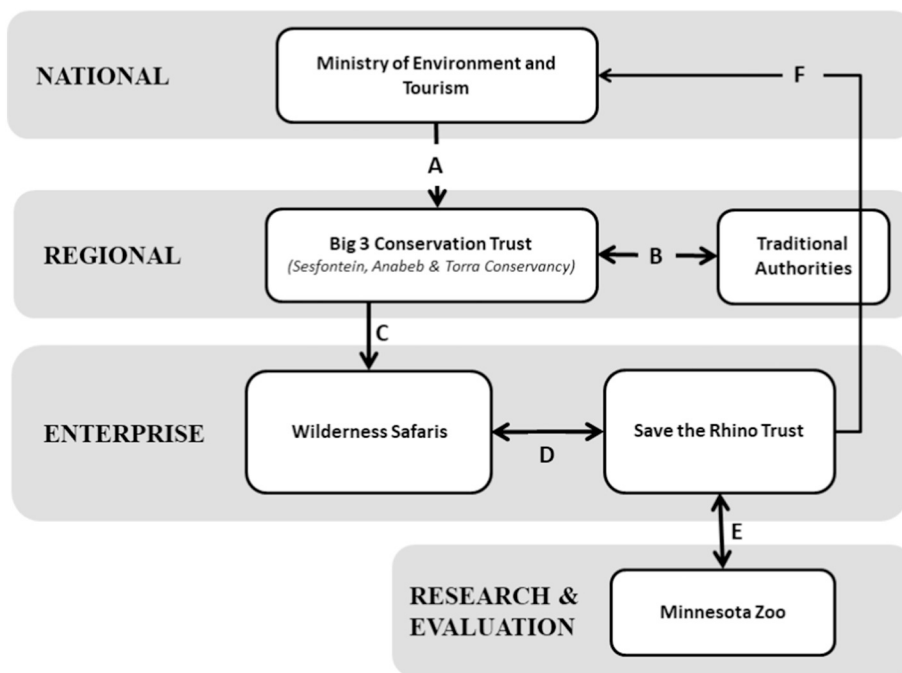 NATIONAL
Ministry of Environment and
Tourism
F
A
REGIONAL
Big 3 Conservation Trust
(Sesfontein, Anabeb & Torra Conservancy)
B
Traditional
Authorities
C
ENTERPRISE
Wilderness Safaris
D
Save the Rhino Trust
E
RESEARCH &
EVALUATION
Minnesota Zoo